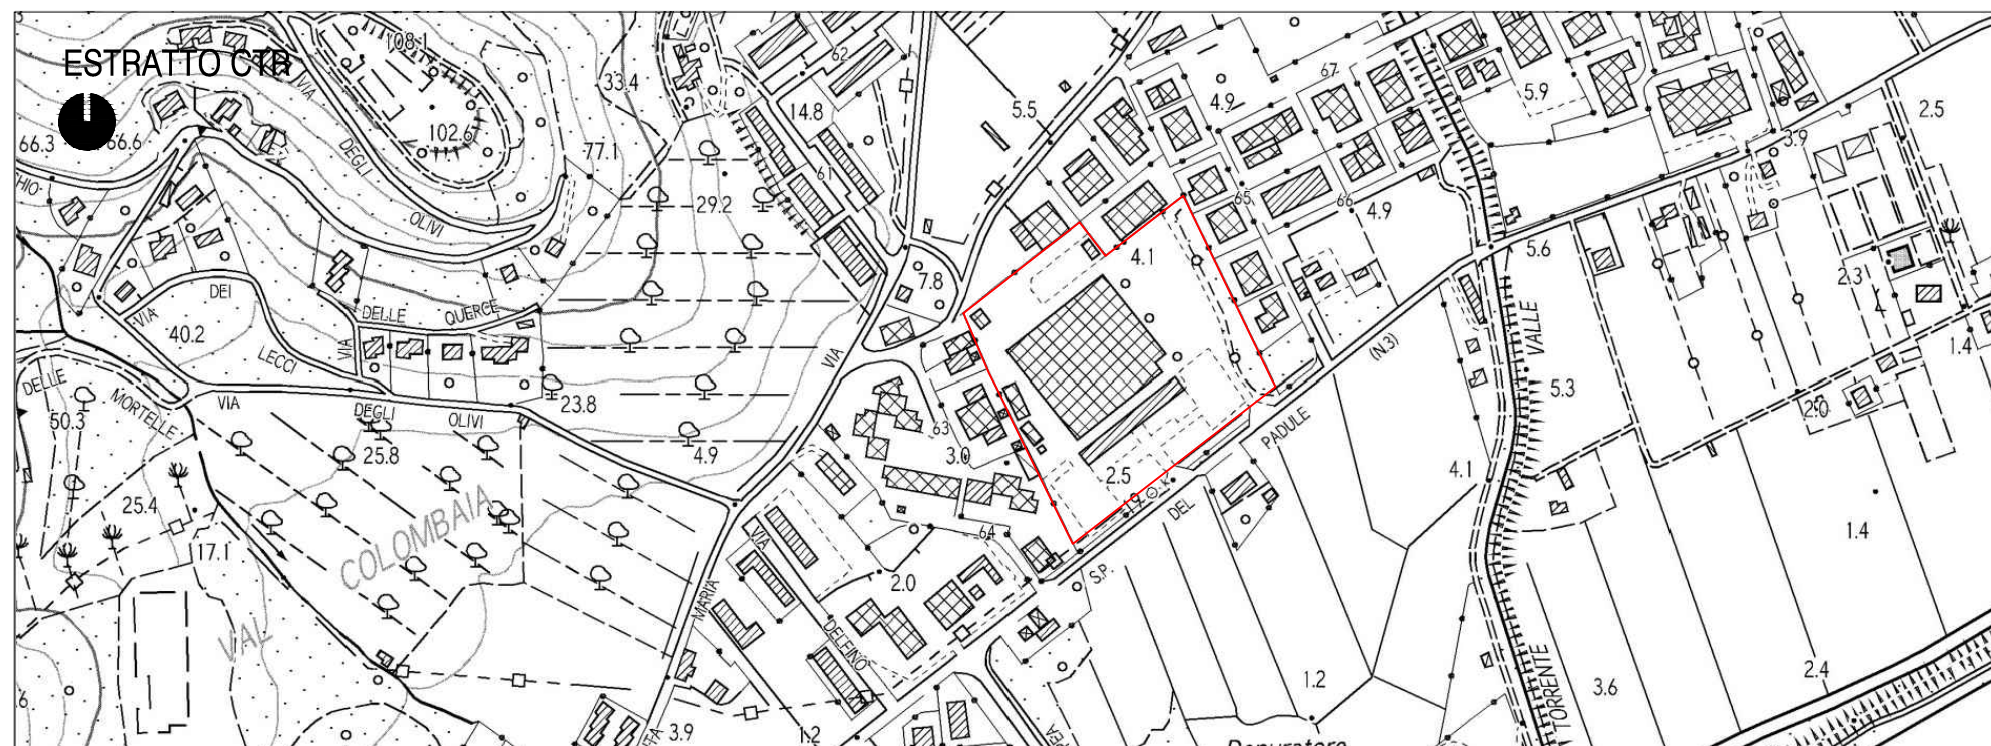 ESTRATTO CTR
108.1
62
33.4
14.8
5.5
67
4.9
5.9
2.5
3.9
66.3
66.6
VIA
DEGLI
OLIVI
102.6
77.1
61
29.2
65
66
4.9
5.6
4.1
7.8
2.3
1.4
VIA
DEI
LECCI
40.2
VIA
DELLE
QUERCE
VIA
(N.3)
VALLE
5.3
2.0
DELLE
MORTELLE
50.3
VIA
DEGLI
OLIVI
23.8
25.8
4.9
63
3.0
2.5
PADULE
DEL
S.P.
4.1
1.4
25.4
17.1
COLOMBAIA
VAL
64
2.0
VIA
DELFINO
MARIA
3.9
1.2
1.2
TORRENTE
3.6
2.4
Depuratore